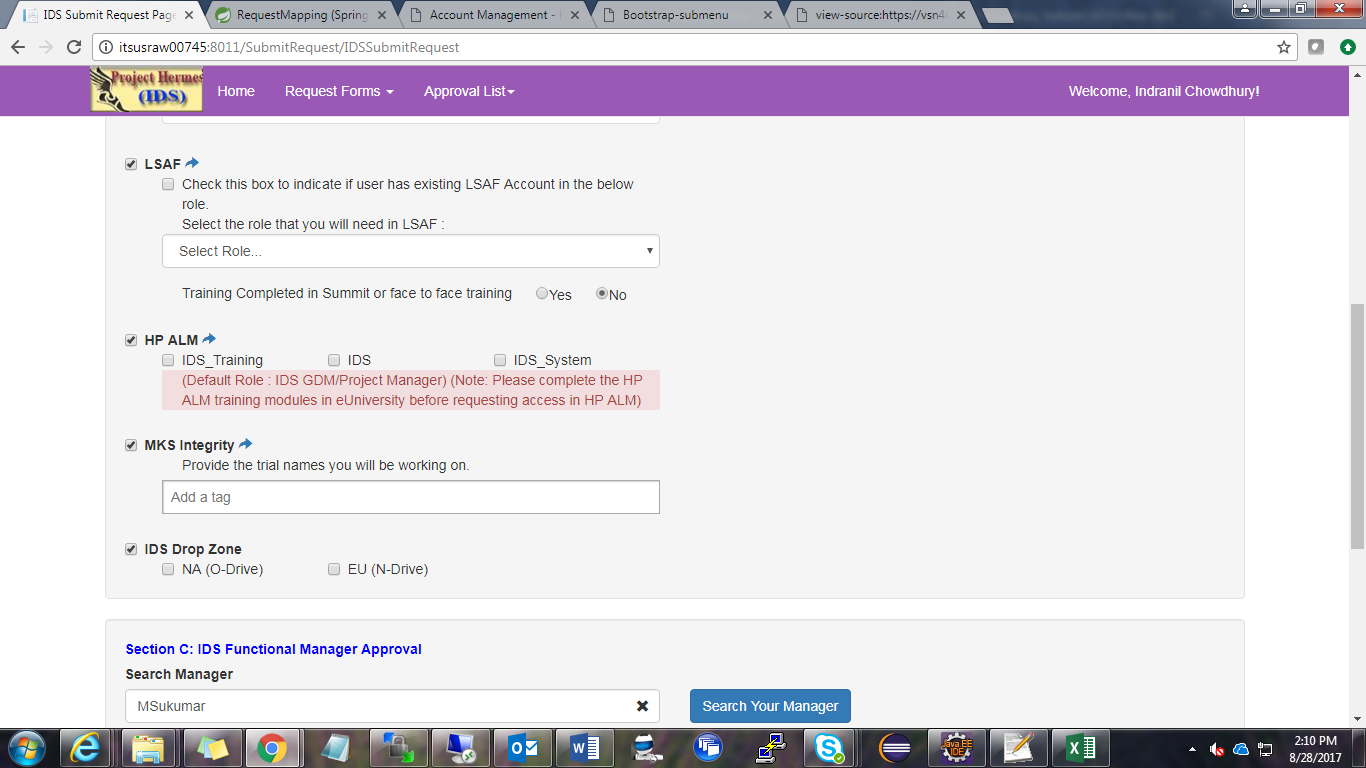 IDS Submit Request Page
RequestMapping (Spring
Account Management -
Bootstrap-submenu
view-source:https://vsn4
itsusraw00745:8011/SubmitRequest/IDSSubmitRequest
Project Hermes
(IDS)
Home
Request Forms
Approval List
Welcome, Indranil Chowdhury!
LSAF
Check this box to indicate if user has existing LSAF Account in the below
role.
Select the role that you will need in LSAF :
Select Role...
Training Completed in Summit or face to face training
Yes
No
HP ALM
IDS_Training
IDS
IDS_System
(Default Role : IDS GDM/Project Manager) (Note: Please complete the HP
ALM training modules in eUniversity before requesting access in HP ALM)
MKS Integrity
Provide the trial names you will be working on.
Add a tag
IDS Drop Zone
NA (O-Drive)
EU (N-Drive)
Section C: IDS Functional Manager Approval
Search Manager
MSukumar
Search Your Manager
Java EE
IDE
2:10 PM
8/28/2017